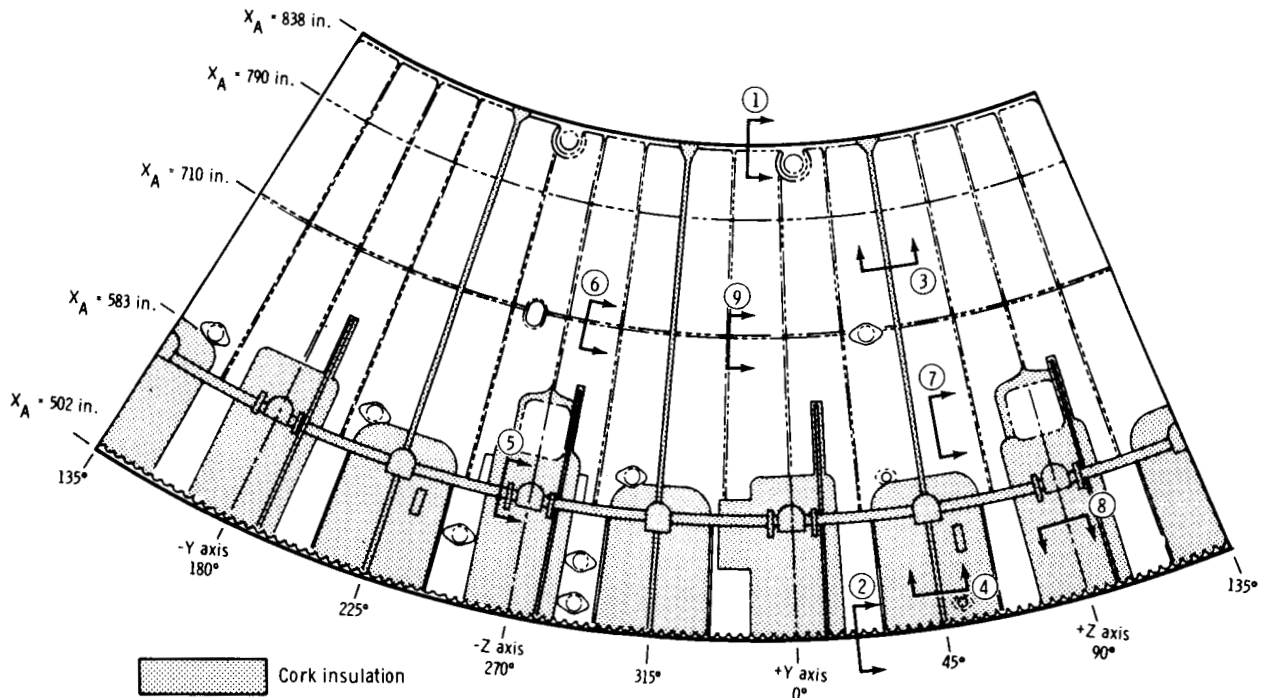 X_A = 838 in.
X_A = 790 in.
X_A = 710 in.
X_A = 583 in.
X_A = 502 in.
1
3
6
9
7
5
8
4
2
135°
-Y axis
180°
225°
-Z axis
270°
315°
+Y axis
0°
45°
+Z axis
90°
135°
Cork insulation